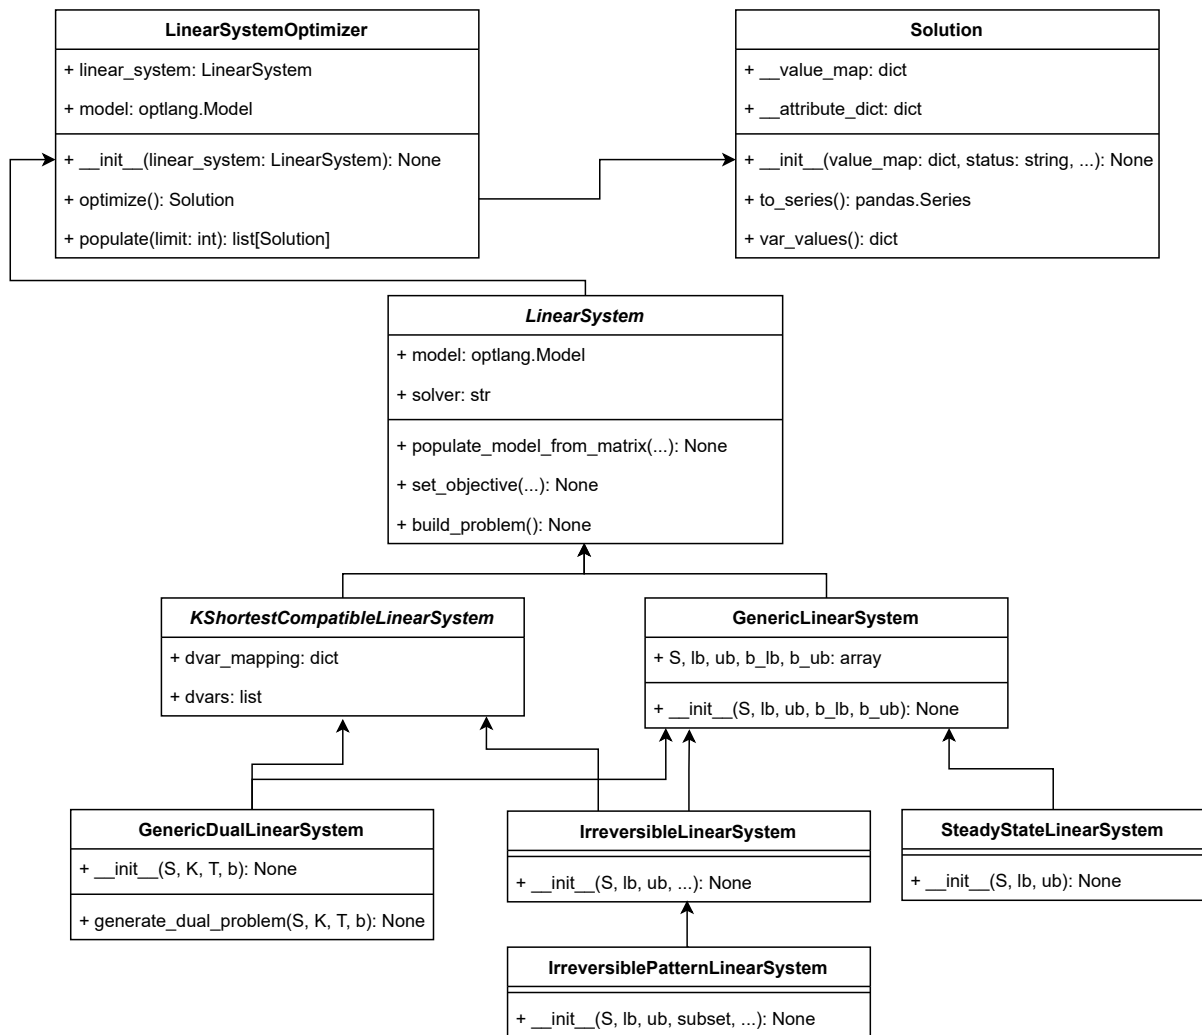 LinearSystemOptimizer
+ linear_system: LinearSystem
+ model: optlang.Model
+ __init__(linear_system: LinearSystem): None
+ optimize(): Solution
+ populate(limit: int): list[Solution]
Solution
+ __value_map: dict
+ __attribute_dict: dict
+ __init__(value_map: dict, status: string, ...): None
+ to_series(): pandas.Series
+ var_values(): dict
LinearSystem
+ model: optlang.Model
+ solver: str
+ populate_model_from_matrix(...): None
+ set_objective(...): None
+ build_problem(): None
KShortestCompatibleLinearSystem
+ dvar_mapping: dict
+ dvars: list
GenericLinearSystem
+ S, lb, ub, b_lb, b_ub: array
+ __init__(S, lb, ub, b_lb, b_ub): None
GenericDualLinearSystem
+ __init__(S, K, T, b): None
+ generate_dual_problem(S, K, T, b): None
IrreversibleLinearSystem
+ __init__(S, lb, ub, ...): None
SteadyStateLinearSystem
+ __init__(S, lb, ub): None
IrreversiblePatternLinearSystem
+ __init__(S, lb, ub, subset, ...): None